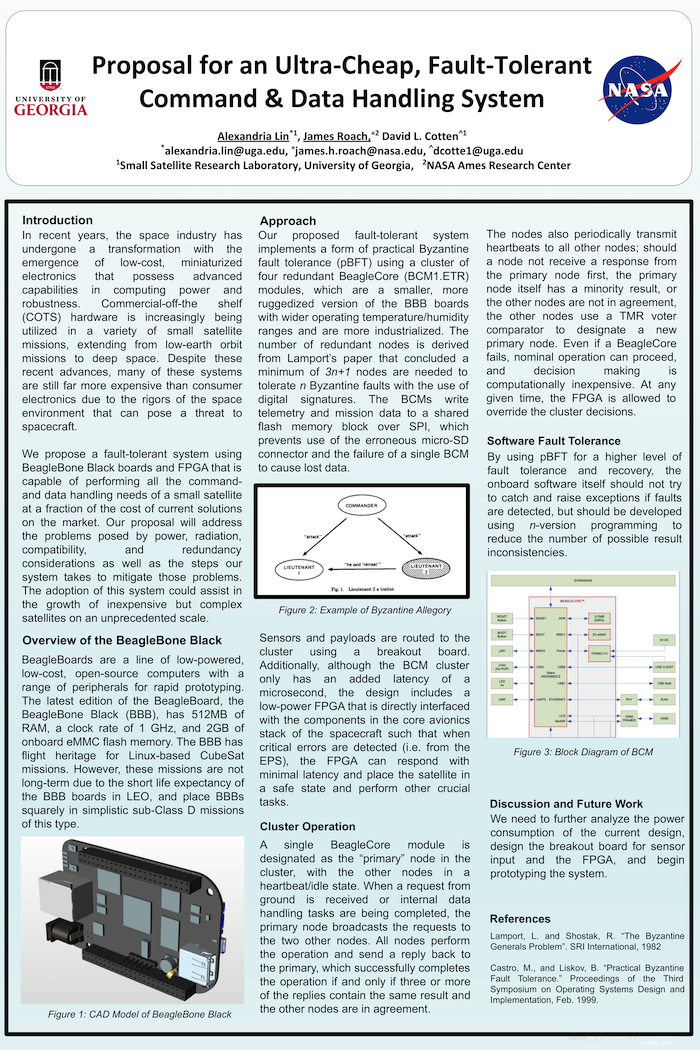 Proposal for an Ultra-Cheap, Fault-Tolerant
Command & Data Handling System
UNIVERSITY OF
GEORGIA
NASA
Alexandria Lin*1, James Roach,+2 David L. Cotten^1
*alexandria.lin@uga.edu, +james.h.roach@nasa.edu, ^dcotte1@uga.edu
1Small Satellite Research Laboratory, University of Georgia, 2NASA Ames Research Center
Introduction
In recent years, the space industry has
undergone a transformation with the
emergence of low-cost, miniaturized
electronics that possess advanced
capabilities in computing power and
robustness. Commercial-off-the shelf
(COTS) hardware is increasingly being
utilized in a variety of small satellite
missions, extending from low-earth orbit
missions to deep space. Despite these
recent advances, many of these systems
are still far more expensive than consumer
electronics due to the rigors of the space
environment that can pose a threat to
spacecraft.
We propose a fault-tolerant system using
BeagleBone Black boards and FPGA that is
capable of performing all the command-
and data handling needs of a small satellite
at a fraction of the cost of current solutions
on the market. Our proposal will address
the problems posed by power, radiation,
compatibility, and redundancy
considerations as well as the steps our
system takes to mitigate those problems.
The adoption of this system could assist in
the growth of inexpensive but complex
satellites on an unprecedented scale.
Overview of the BeagleBone Black
BeagleBoards are a line of low-powered,
low-cost, open-source computers with a
range of peripherals for rapid prototyping.
The latest edition of the BeagleBoard, the
BeagleBone Black (BBB), has 512MB of
RAM, a clock rate of 1 GHz, and 2GB of
onboard eMMC flash memory. The BBB has
flight heritage for Linux-based CubeSat
missions. However, these missions are not
long-term due to the short life expectancy of
the BBB boards in LEO, and place BBBs
squarely in simplistic sub-Class D missions
of this type.
Figure 1: CAD Model of BeagleBone Black
Approach
Our proposed fault-tolerant system
implements a form of practical Byzantine
fault tolerance (pBFT) using a cluster of
four redundant BeagleCore (BCM1.ETR)
modules, which are a smaller, more
ruggedized version of the BBB boards
with wider operating temperature/humidity
ranges and are more industrialized. The
number of redundant nodes is derived
from Lamport's paper that concluded a
minimum of 3n+1 nodes are needed to
tolerate n Byzantine faults with the use of
digital signatures. The BCMs write
telemetry and mission data to a shared
flash memory block over SPI, which
prevents use of the erroneous micro-SD
connector and the failure of a single BCM
to cause lost data.
COMMANDER
"attack"
"attack"
LIEUTENANT
1
"he said 'retreat'"
LIEUTENANT
2
Fig. 1. Lieutenant 2 a traitor.
Figure 2: Example of Byzantine Allegory
Sensors and payloads are routed to the
cluster using a breakout board.
Additionally, although the BCM cluster
only has an added latency of a
microsecond, the design includes a
low-power FPGA that is directly interfaced
with the components in the core avionics
stack of the spacecraft such that when
critical errors are detected (i.e. from the
EPS), the FPGA can respond with
minimal latency and place the satellite in
a safe state and perform other crucial
tasks.
Cluster Operation
A single BeagleCore module is
designated as the "primary" node in the
cluster, with the other nodes in a
heartbeat/idle state. When a request from
ground is received or internal data
handling tasks are being completed, the
primary node broadcasts the requests to
the two other nodes. All nodes perform
the operation and send a reply back to
the primary, which successfully completes
the operation if and only if three or more
of the replies contain the same result and
the other nodes are in agreement.
The nodes also periodically transmit
heartbeats to all other nodes; should
a node not receive a response from
the primary node first, the primary
node itself has a minority result, or
the other nodes are not in agreement,
the other nodes use a TMR voter
comparator to designate a new
primary node. Even if a BeagleCore
fails, nominal operation can proceed,
and decision making is
computationally inexpensive. At any
given time, the FPGA is allowed to
override the cluster decisions.
Software Fault Tolerance
By using pBFT for a higher level of
fault tolerance and recovery, the
onboard software itself should not try
to catch and raise exceptions if faults
are detected, but should be developed
using n-version programming to
reduce the number of possible result
inconsistencies.
EXPANSION
BEAGLECORE™
RESET
Button
RESET
BOOT
Button
BOOT
JTAG
USB CLIENT
USB Host
PHY
RJ45
UARTS ETHERNET
HDMI
Figure 3: Block Diagram of BCM
Discussion and Future Work
We need to further analyze the power
consumption of the current design,
design the breakout board for sensor
input and the FPGA, and begin
prototyping the system.
References
Lamport, L. and Shostak, R. "The Byzantine
Generals Problem". SRI International, 1982
Castro, M., and Liskov, B. "Practical Byzantine
Fault Tolerance." Proceedings of the Third
Symposium on Operating Systems Design and
Implementation, Feb. 1999.